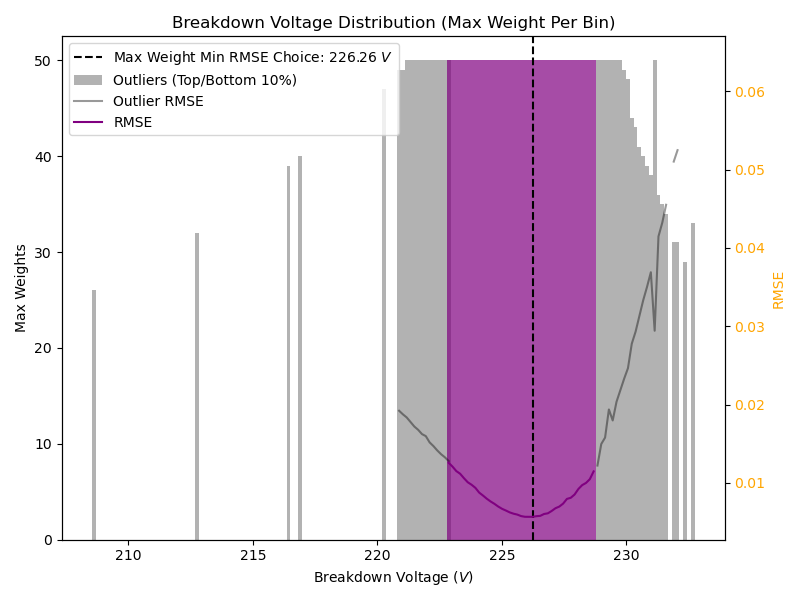 Breakdown Voltage Distribution (Max Weight Per Bin)
Max Weight Min RMSE Choice: 226.26 V
Outliers (Top/Bottom 10%)
Outlier RMSE
RMSE
50
40
30
20
10
0
Max Weights
0.06
0.05
0.04
0.03
0.02
0.01
RMSE
210 215 220 225 230
Breakdown Voltage (V)